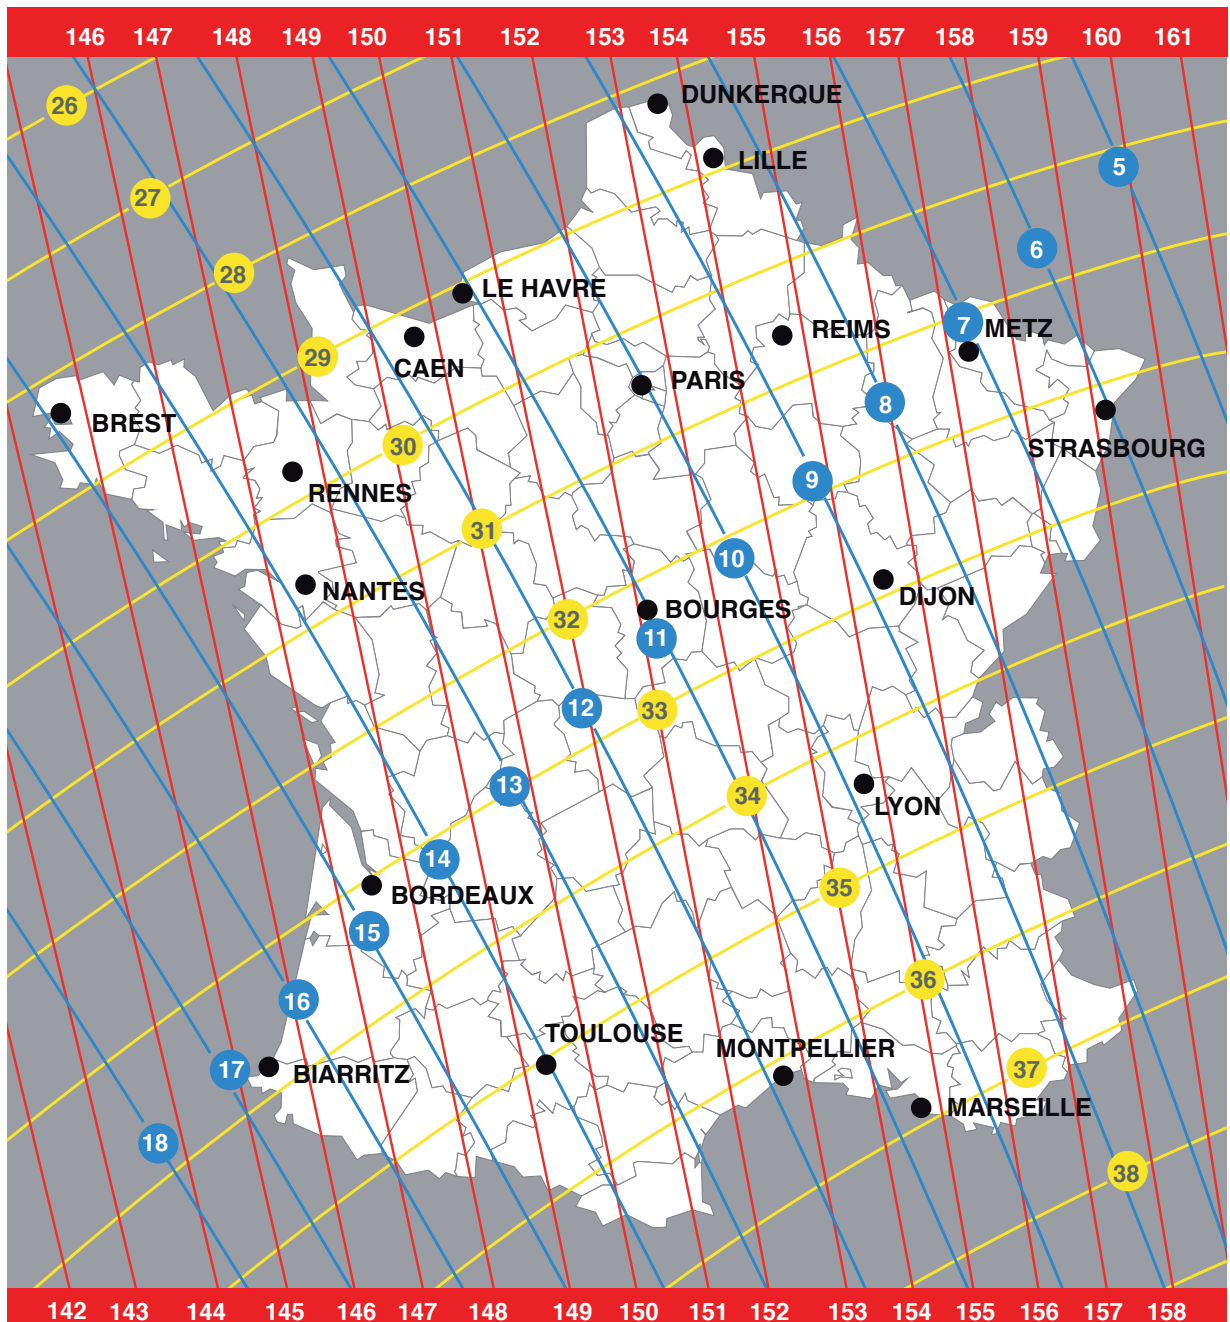 146 147 148 149 150 151 152 153 154 155 156 157 158 159 160 161
DUNKERQUE
26
LILLE
5
27
6
28
LE HAVRE
7
REIMS
METZ
29
CAEN
PARIS
8
BREST
30
STRASBOURG
RENNES
9
31
10
NANTES
DIJON
32
BOURGES
11
12
33
13
34
LYON
14
BORDEAUX
35
15
36
16
TOULOUSE
MONTPELLIER
17
BIARRITZ
37
MARSEILLE
18
38
142 143 144 145 146 147 148 149 150 151 152 153 154 155 156 157 158